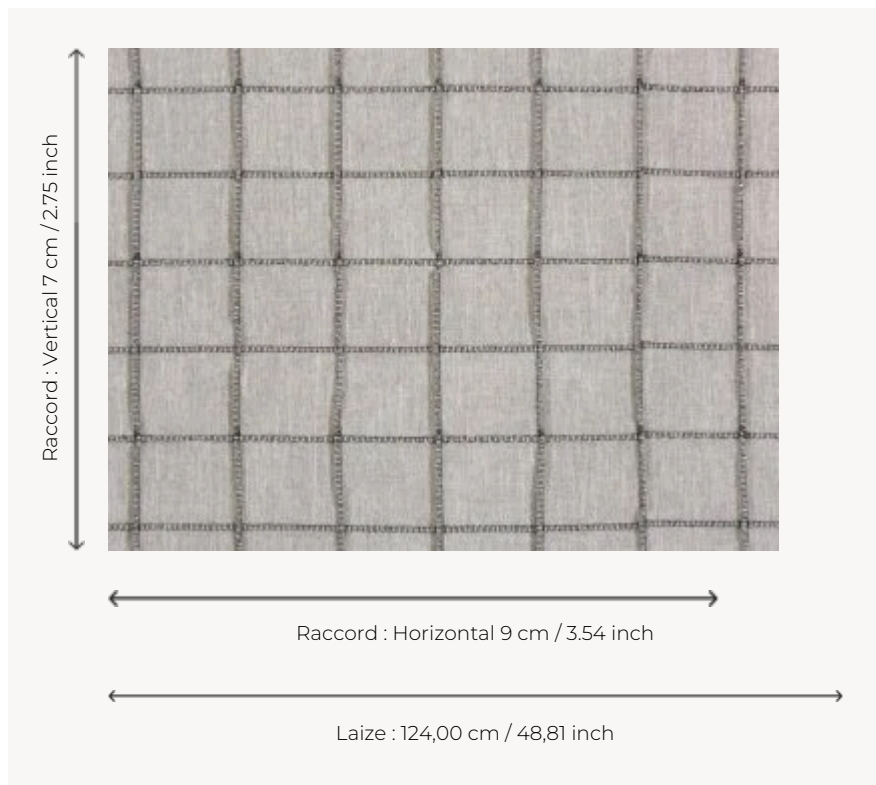 Raccord : Vertical 7 cm / 2.75 inch
Raccord : Horizontal 9 cm / 3.54 inch
Laize : 124,00 cm / 48,81 inch